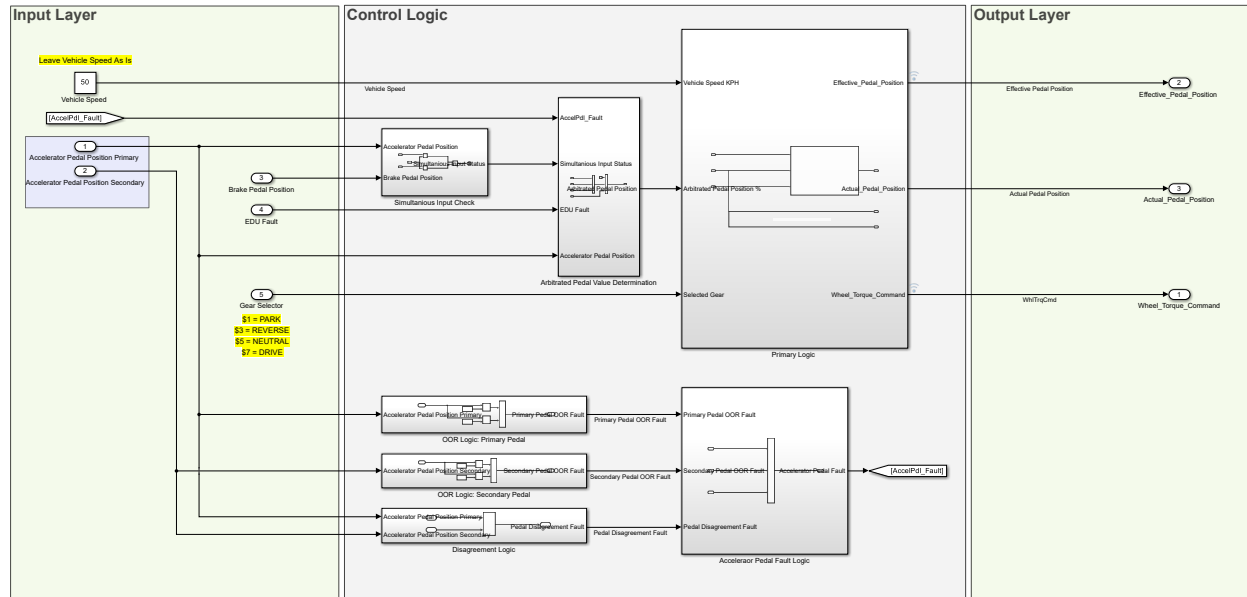 Input Layer
Control Logic
Output Layer
Leave Vehicle Speed As Is
50
Vehicle Speed
Vehicle Speed
Vehicle Speed KPH
Effective_Pedal_Position
Effective Pedal Position
2
Effective_Pedal_Position
[AccelPdl_Fault]
AccelPdl_Fault
1
Accelerator Pedal Position Primary
2
Accelerator Pedal Position Secondary
Accelerator Pedal Position
Simultanious Input Status
Brake Pedal Position
Simultanious Input Check
3
Brake Pedal Position
4
EDU Fault
Simultanious Input Status
Arbitrated Pedal Position
EDU Fault
Accelerator Pedal Position
Arbitrated Pedal Value Determination
Arbitrated Pedal Position %
Actual_Pedal_Position
Actual Pedal Position
3
Actual_Pedal_Position
5
Gear Selector
$1 = PARK
$3 = REVERSE
$5 = NEUTRAL
$7 = DRIVE
Selected Gear
Wheel_Torque_Command
WhlTrqCmd
1
Wheel_Torque_Command
Primary Logic
Accelerator Pedal Position Primary
Primary Pedal OOR Fault
OOR Logic: Primary Pedal
Primary Pedal OOR Fault
Primary Pedal OOR Fault
Accelerator Pedal Position Secondary
Secondary Pedal OOR Fault
OOR Logic: Secondary Pedal
Secondary Pedal OOR Fault
Secondary Pedal OOR Fault
Accelerator Pedal Fault
[AccelPdl_Fault]
Accelerator Pedal Position Primary
Accelerator Pedal Position Secondary
Pedal Disagreement Fault
Disagreement Logic
Pedal Disagreement Fault
Pedal Disagreement Fault
Acceleraor Pedal Fault Logic